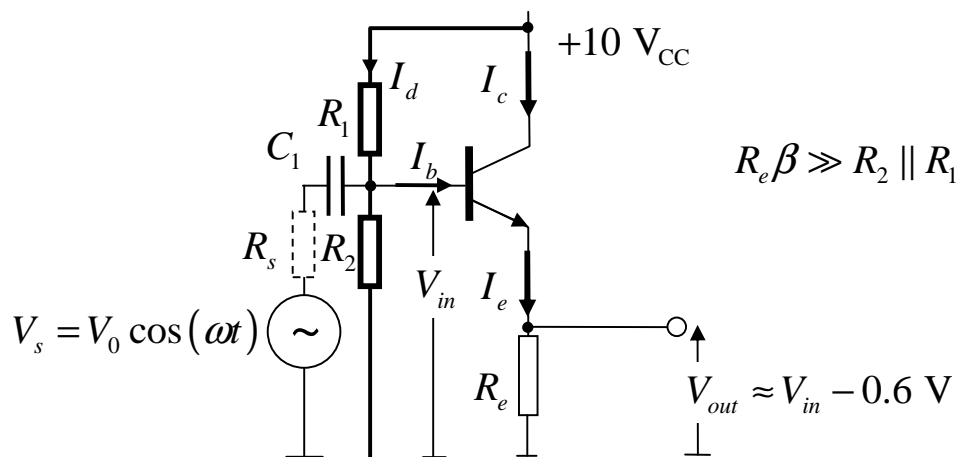 +10 V_CC
I_d
I_c
R_1
C_1
I_b
R_e β ≫ R_2 || R_1
R_s
R_2
V_in
I_e
V_s = V_0 cos(ωt)
~
R_e
V_out ≈ V_in − 0.6 V